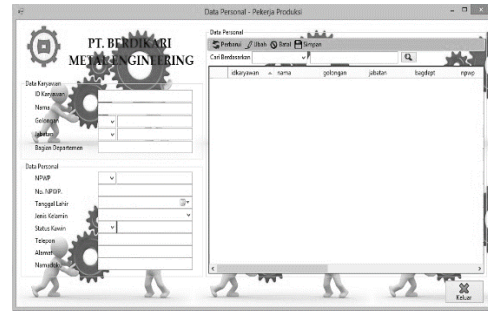 Data Personal - Pekerja Produksi
PT. BERDIKARI
METAL ENGINEERING
Data Karyawan
ID Karyawan
Nama
Golongan
Jabatan
Bagian Departemen
Data Personal
NPWP
No. NPWP.
Tanggal Lahir
Jenis Kelamin
Status Kawin
Telepon
Alamat
Data Personal
Perbarui Ubah Batal Simpan
Cari Berdasarkan
idkaryawan nama golongan jabatan bagdept npwp
Keluar